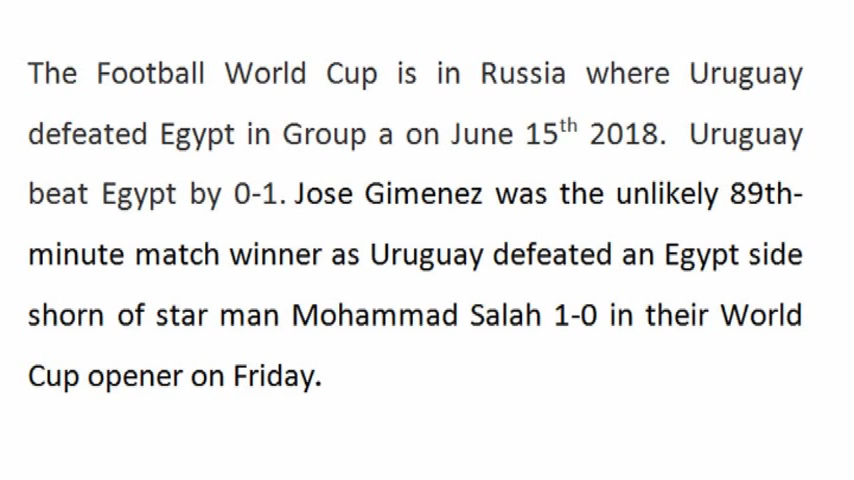 The Football World Cup is in Russia where Uruguay
defeated Egypt in Group a on June 15th 2018. Uruguay
beat Egypt by 0-1. Jose Gimenez was the unlikely 89th-
minute match winner as Uruguay defeated an Egypt side
shorn of star man Mohammad Salah 1-0 in their World
Cup opener on Friday.